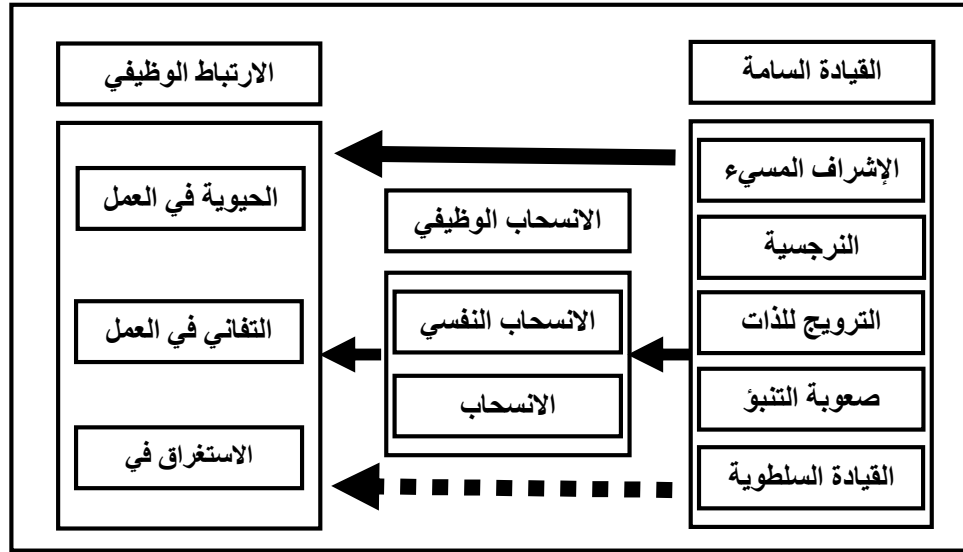 القيادة السامة
الإشراف المسيء
النرجسية
الترويج للذات
صعوبة التنبؤ
القيادة السلطوية
الانسحاب الوظيفي
الانسحاب النفسي
الانسحاب
الارتباط الوظيفي
الحيوية في العمل
التفاني في العمل
الاستغراق في